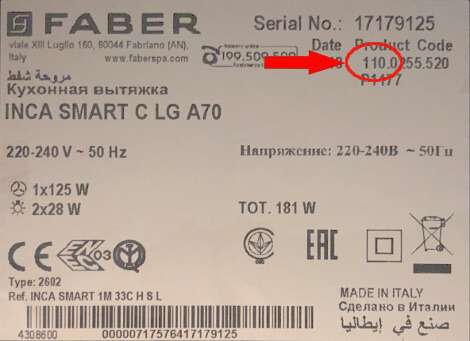 FABER
viale XIII Luglio 160, 60044 Fabriano (AN),
Italy www.faberspa.com
199.509.509
Serial No.: 17179125
Date Product Code
110.0255.520
P1477
مروحة شفط
Кухонная вытяжка
INCA SMART C LG A70
220-240 V ~ 50 Hz
Напряжение: 220-240В ~ 50Гц
1x125 W
2x28 W
TOT. 181 W
CE
ENEC 03
EAC
Type: 2602
Ref. INCA SMART 1M 33C H S L
MADE IN ITALY
Сделано в Италии
صنع في إيطاليا
4308600 00000717576417179125